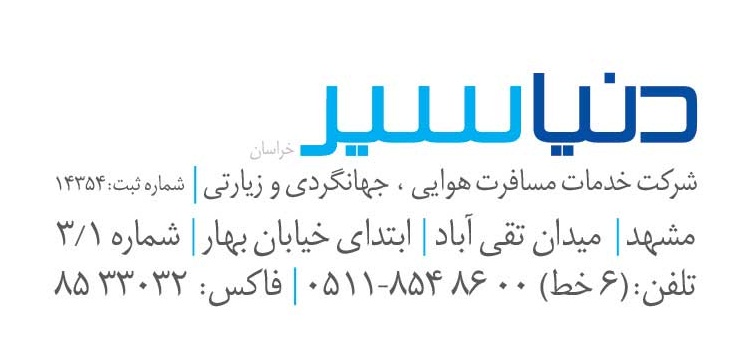 دنیاسیر خراسان
شرکت خدمات مسافرت هوایی ، جهانگردی و زیارتی | شماره ثبت: ۱۴۳۵۴
مشهد | میدان تقی آباد | ابتدای خیابان بهار | شماره ۳/۱
تلفن: (۶ خط) ۰۵۱۱-۸۵۴ ۸۶ ۰۰ | فاکس: ۸۵ ۳۳۰۳۲